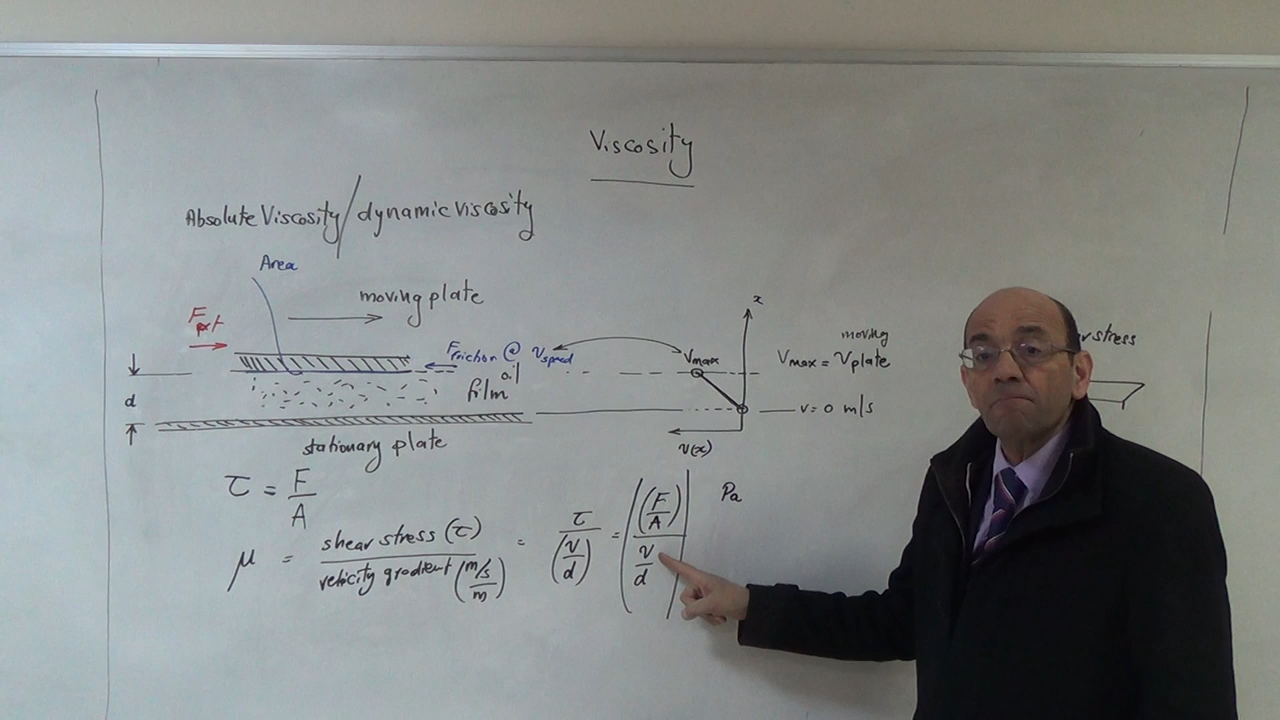 Viscosity
Absolute Viscosity/dynamic viscosity
Area
moving plate
x
F
Friction @ Vspeed
Vmax
moving
Vmax = Vplate
stress
d
oil
film
v = 0 m/s
stationary plate
v(x)
τ = F/A
Pa
μ = shear stress (τ) / velocity gradient (m/s / m) = τ / (v/d) = |(F/A) / (v/d)|